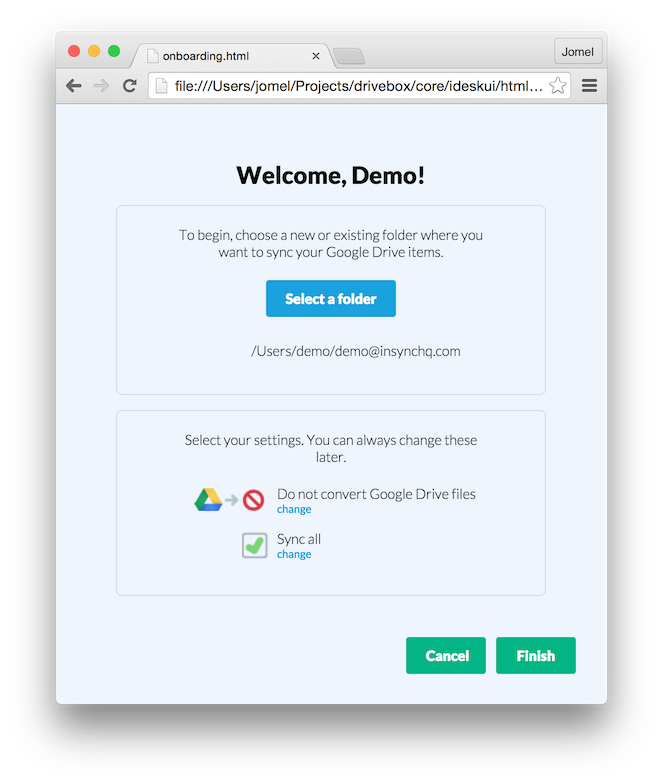 onboarding.html
Jomel
file:///Users/jomel/Projects/drivebox/core/ideskui/html...
Welcome, Demo!
To begin, choose a new or existing folder where you
want to sync your Google Drive items.
Select a folder
/Users/demo/demo@insynchq.com
Select your settings. You can always change these
later.
Do not convert Google Drive files
change
Sync all
change
Cancel
Finish